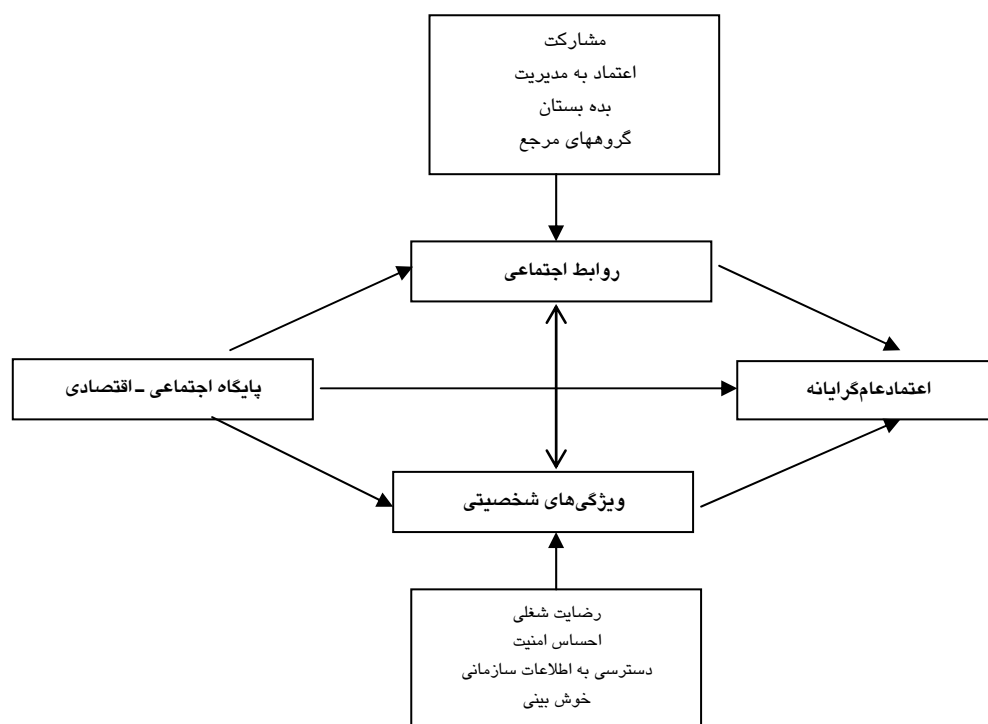 مشارکت
اعتماد به مدیریت
بده بستان
گروههای مرجع
روابط اجتماعی
پایگاه اجتماعی ـ اقتصادی
اعتمادعام‌گرایانه
ویژگی‌های شخصیتی
رضایت شغلی
احساس امنیت
دسترسی به اطلاعات سازمانی
خوش بینی